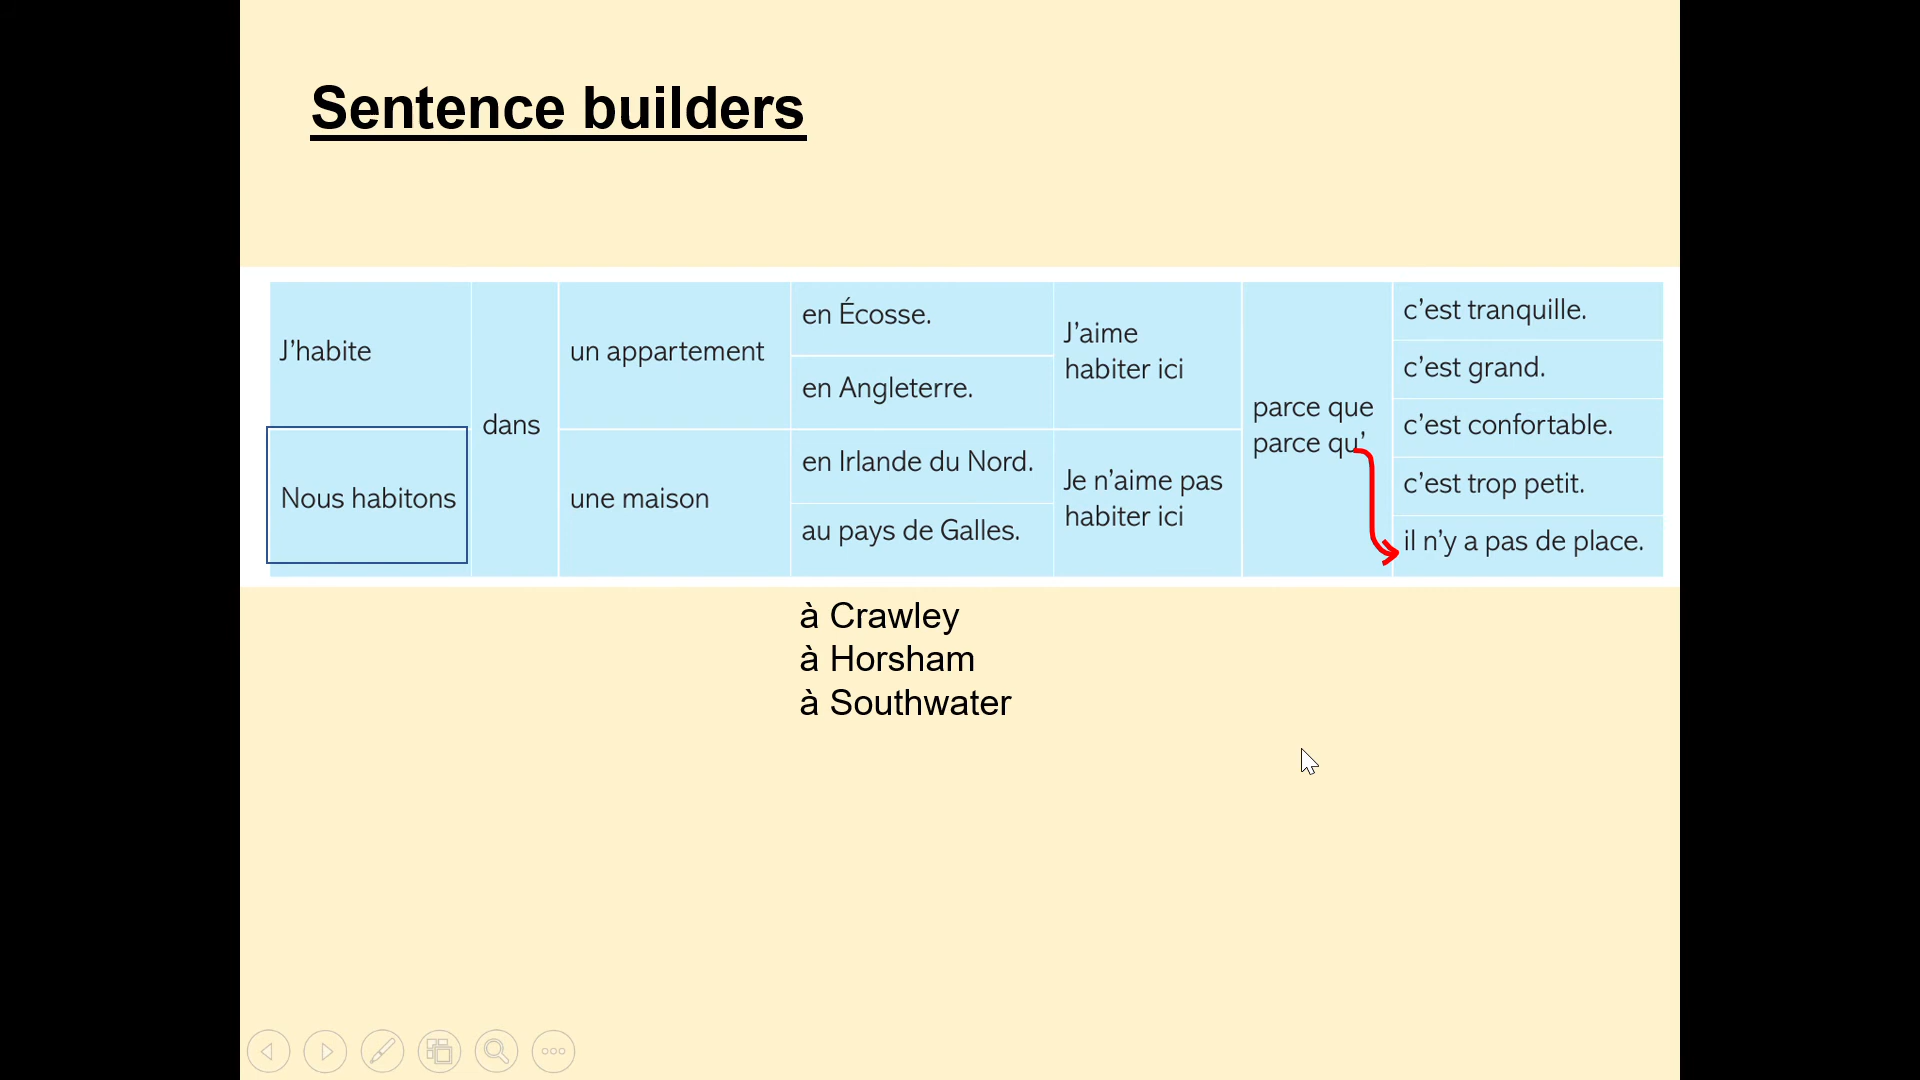 Sentence builders
J'habite
Nous habitons
dans
un appartement
une maison
en Écosse.
en Angleterre.
en Irlande du Nord.
au pays de Galles.
J'aime
habiter ici
Je n'aime pas
habiter ici
parce que
parce qu'
c'est tranquille.
c'est grand.
c'est confortable.
c'est trop petit.
il n'y a pas de place.
à Crawley
à Horsham
à Southwater